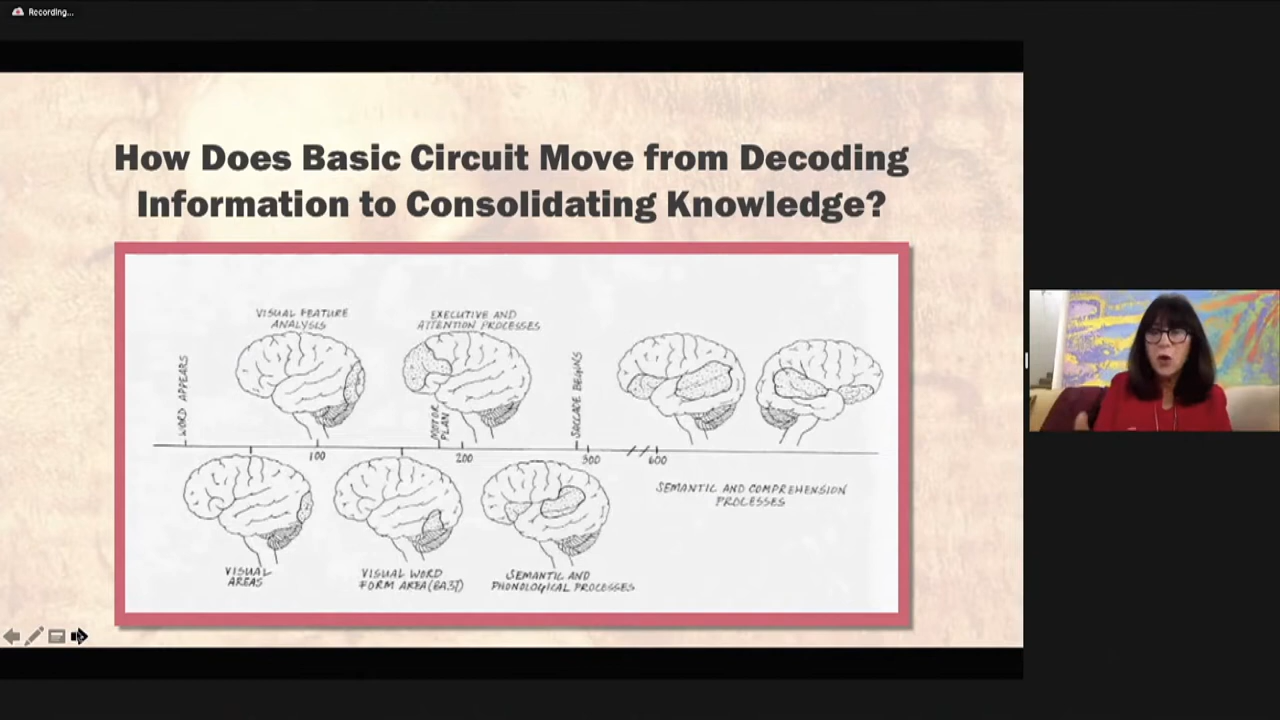 Recording...
How Does Basic Circuit Move from Decoding
Information to Consolidating Knowledge?
VISUAL FEATURE
ANALYSIS
EXECUTIVE AND
ATTENTION PROCESSES
WORD APPEARS
MOTOR
PLAN
SACCADE BEGINS
100
200
300
600
SEMANTIC AND COMPREHENSION
PROCESSES
VISUAL
AREAS
VISUAL WORD
FORM AREA (BA37)
SEMANTIC AND
PHONOLOGICAL PROCESSES